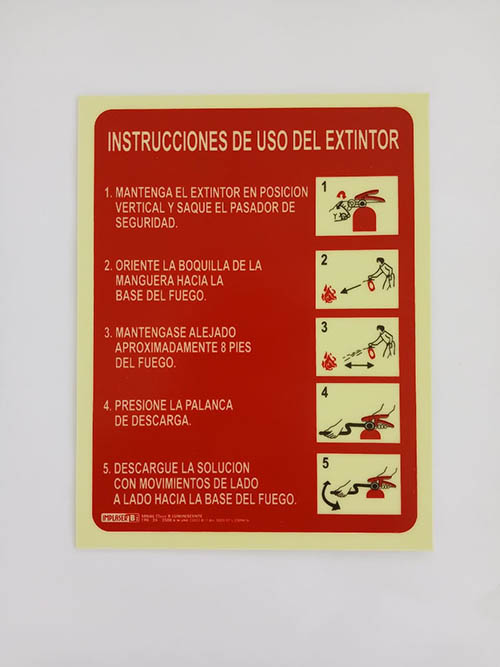 INSTRUCCIONES DE USO DEL EXTINTOR
1. MANTENGA EL EXTINTOR EN POSICION
VERTICAL Y SAQUE EL PASADOR DE
SEGURIDAD.
1
2. ORIENTE LA BOQUILLA DE LA
MANGUERA HACIA LA
BASE DEL FUEGO.
2
3. MANTENGASE ALEJADO
APROXIMADAMENTE 8 PIES
DEL FUEGO.
3
4. PRESIONE LA PALANCA
DE DESCARGA.
4
5. DESCARGUE LA SOLUCION
CON MOVIMIENTOS DE LADO
A LADO HACIA LA BASE DEL FUEGO.
5
IMPLASER B
LUMINISCENTE